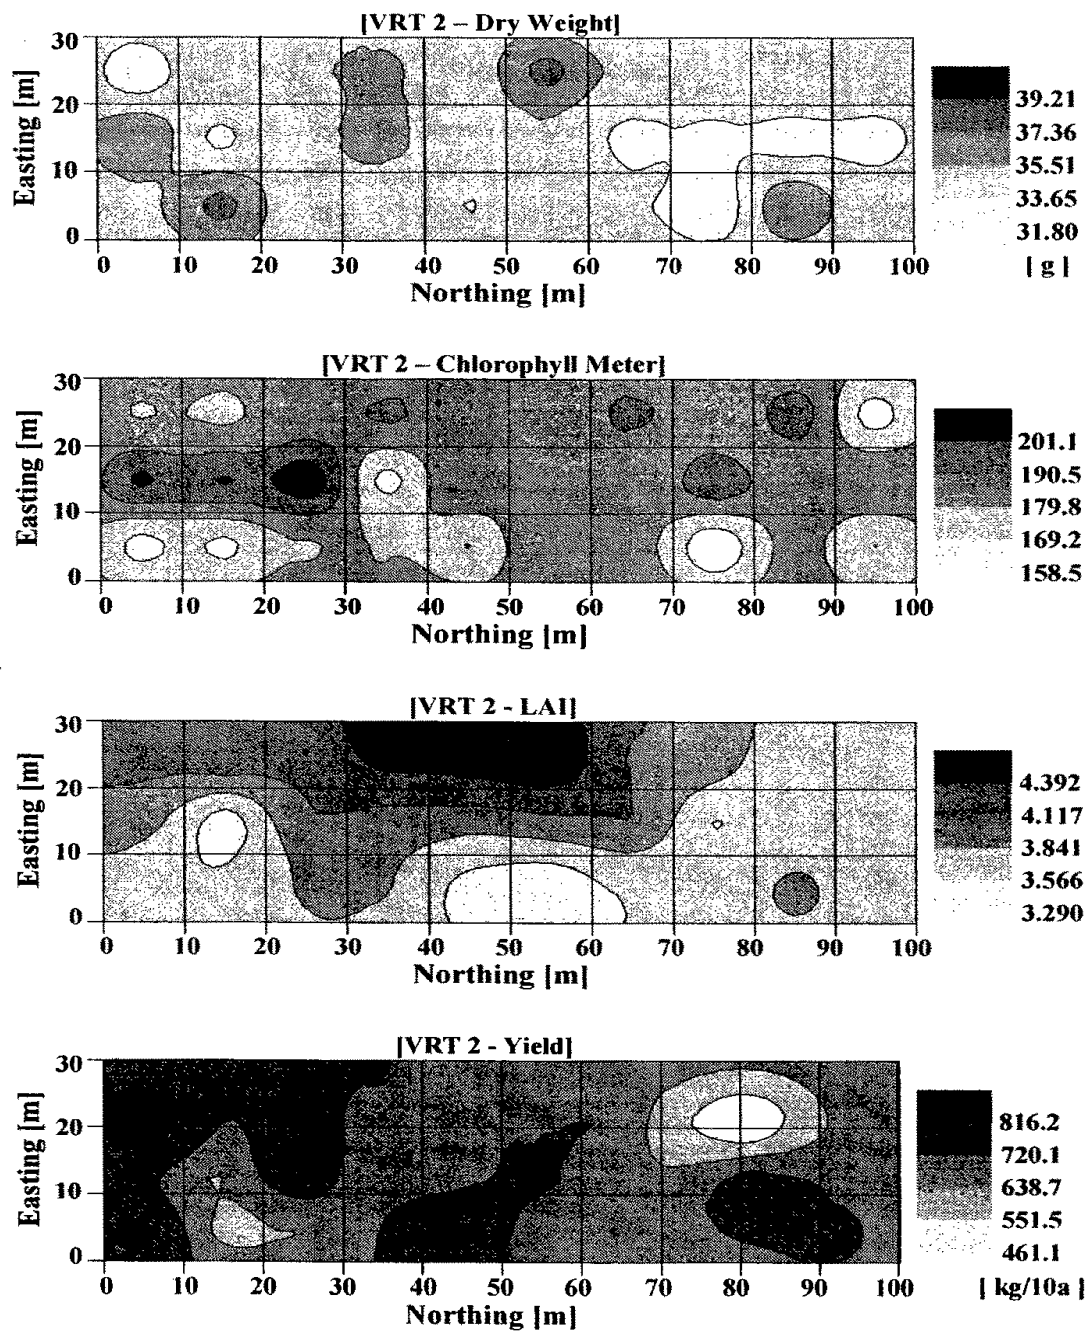 [VRT 2 – Dry Weight]
30
20
10
0
Easting [m]
0 10 20 30 40 50 60 70 80 90 100
Northing [m]
39.21
37.36
35.51
33.65
31.80
[ g ]
[VRT 2 – Chlorophyll Meter]
30
20
10
0
Easting [m]
0 10 20 30 40 50 60 70 80 90 100
Northing [m]
201.1
190.5
179.8
169.2
158.5
[VRT 2 - LAI]
30
20
10
0
Easting [m]
0 10 20 30 40 50 60 70 80 90 100
Northing [m]
4.392
4.117
3.841
3.566
3.290
[VRT 2 - Yield]
30
20
10
0
Easting [m]
0 10 20 30 40 50 60 70 80 90 100
Northing [m]
816.2
720.1
638.7
551.5
461.1
[ kg/10a ]